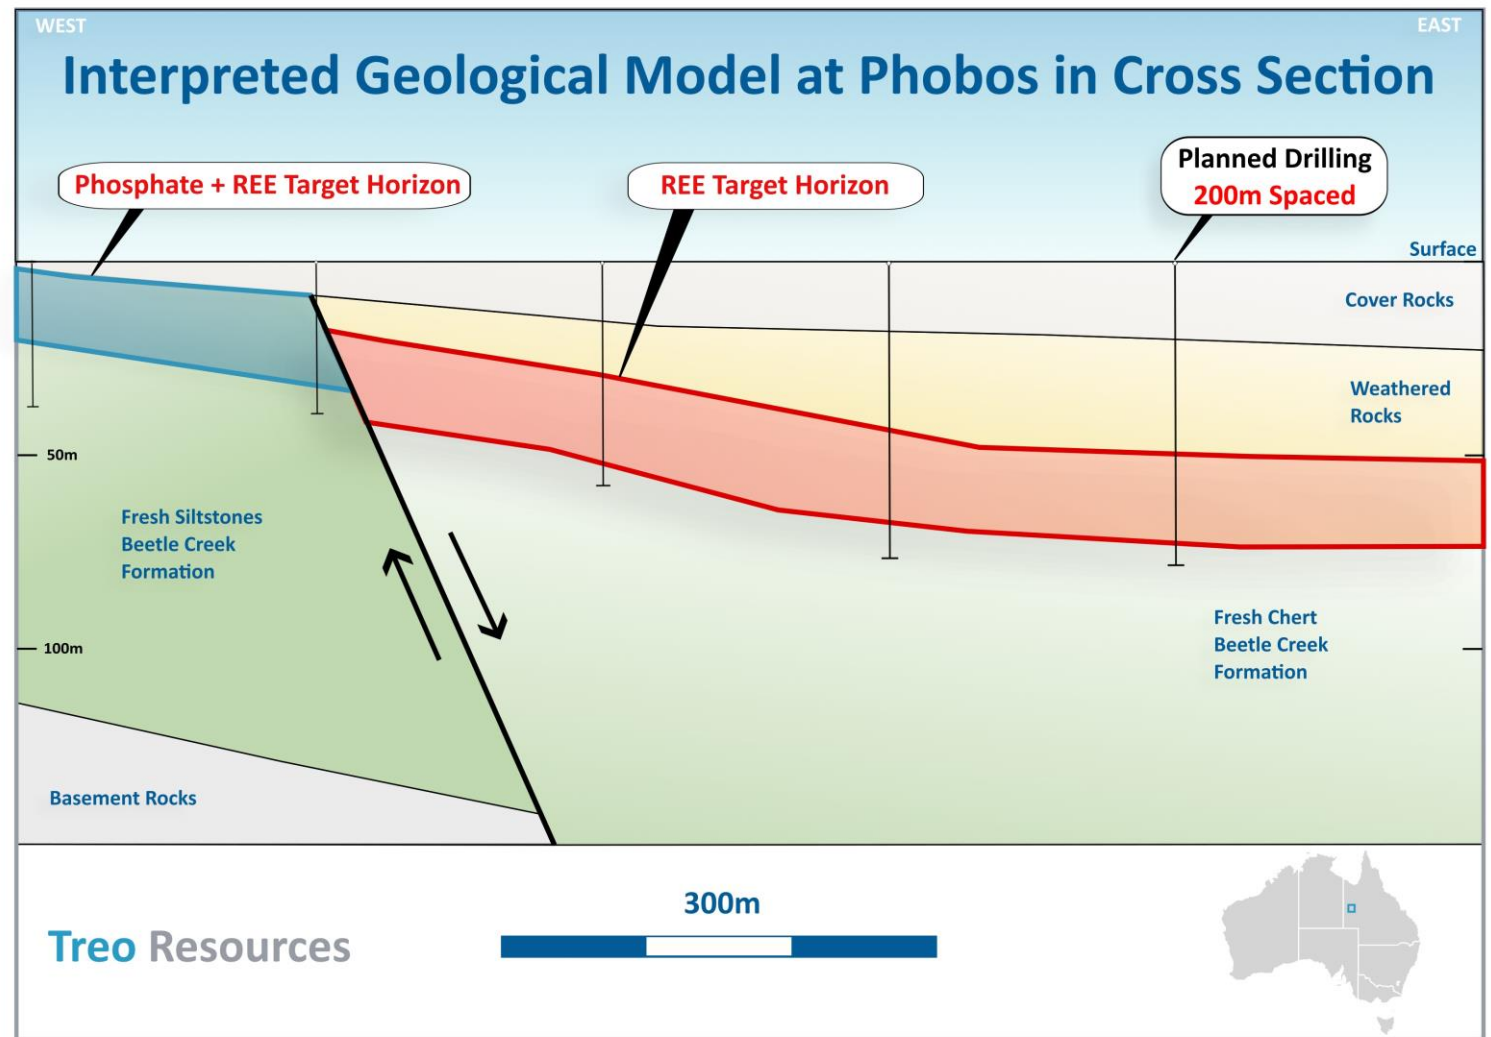 WEST
EAST
Interpreted Geological Model at Phobos in Cross Section
Phosphate + REE Target Horizon
REE Target Horizon
Planned Drilling
200m Spaced
Surface
Cover Rocks
Weathered
Rocks
50m
Fresh Siltstones
Beetle Creek
Formation
100m
Fresh Chert
Beetle Creek
Formation
Basement Rocks
300m
Treo Resources